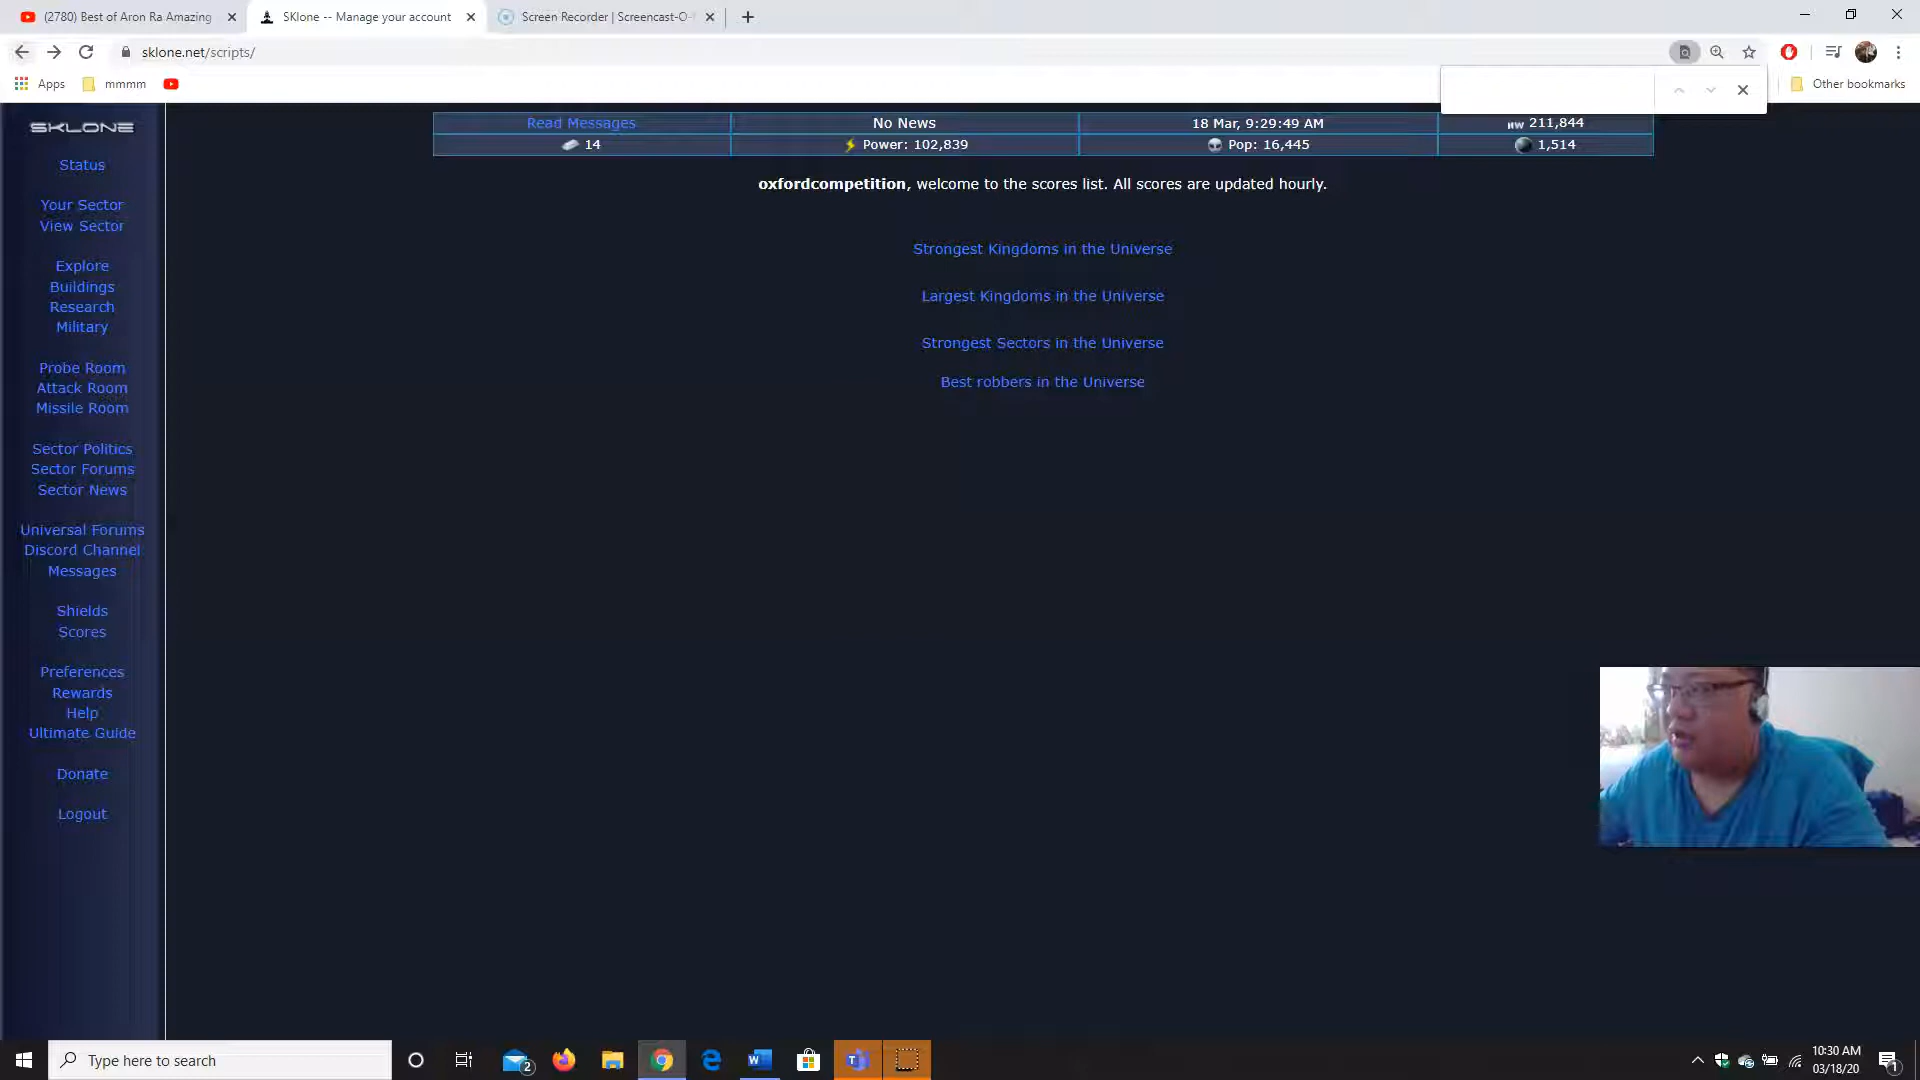 (2780) Best of Aron Ra Amazing
SKlone -- Manage your account
Screen Recorder | Screencast-O-
sklone.net/scripts/
Apps
mmmm
Other bookmarks
SKLONE
Status
Your Sector
View Sector
Explore
Buildings
Research
Military
Probe Room
Attack Room
Missile Room
Sector Politics
Sector Forums
Sector News
Universal Forums
Discord Channel
Messages
Shields
Scores
Preferences
Rewards
Help
Ultimate Guide
Donate
Logout
Read Messages
No News
18 Mar, 9:29:49 AM
NW 211,844
14
Power: 102,839
Pop: 16,445
1,514
oxfordcompetition, welcome to the scores list. All scores are updated hourly.
Strongest Kingdoms in the Universe
Largest Kingdoms in the Universe
Strongest Sectors in the Universe
Best robbers in the Universe
Type here to search
2
10:30 AM
03/18/20
1